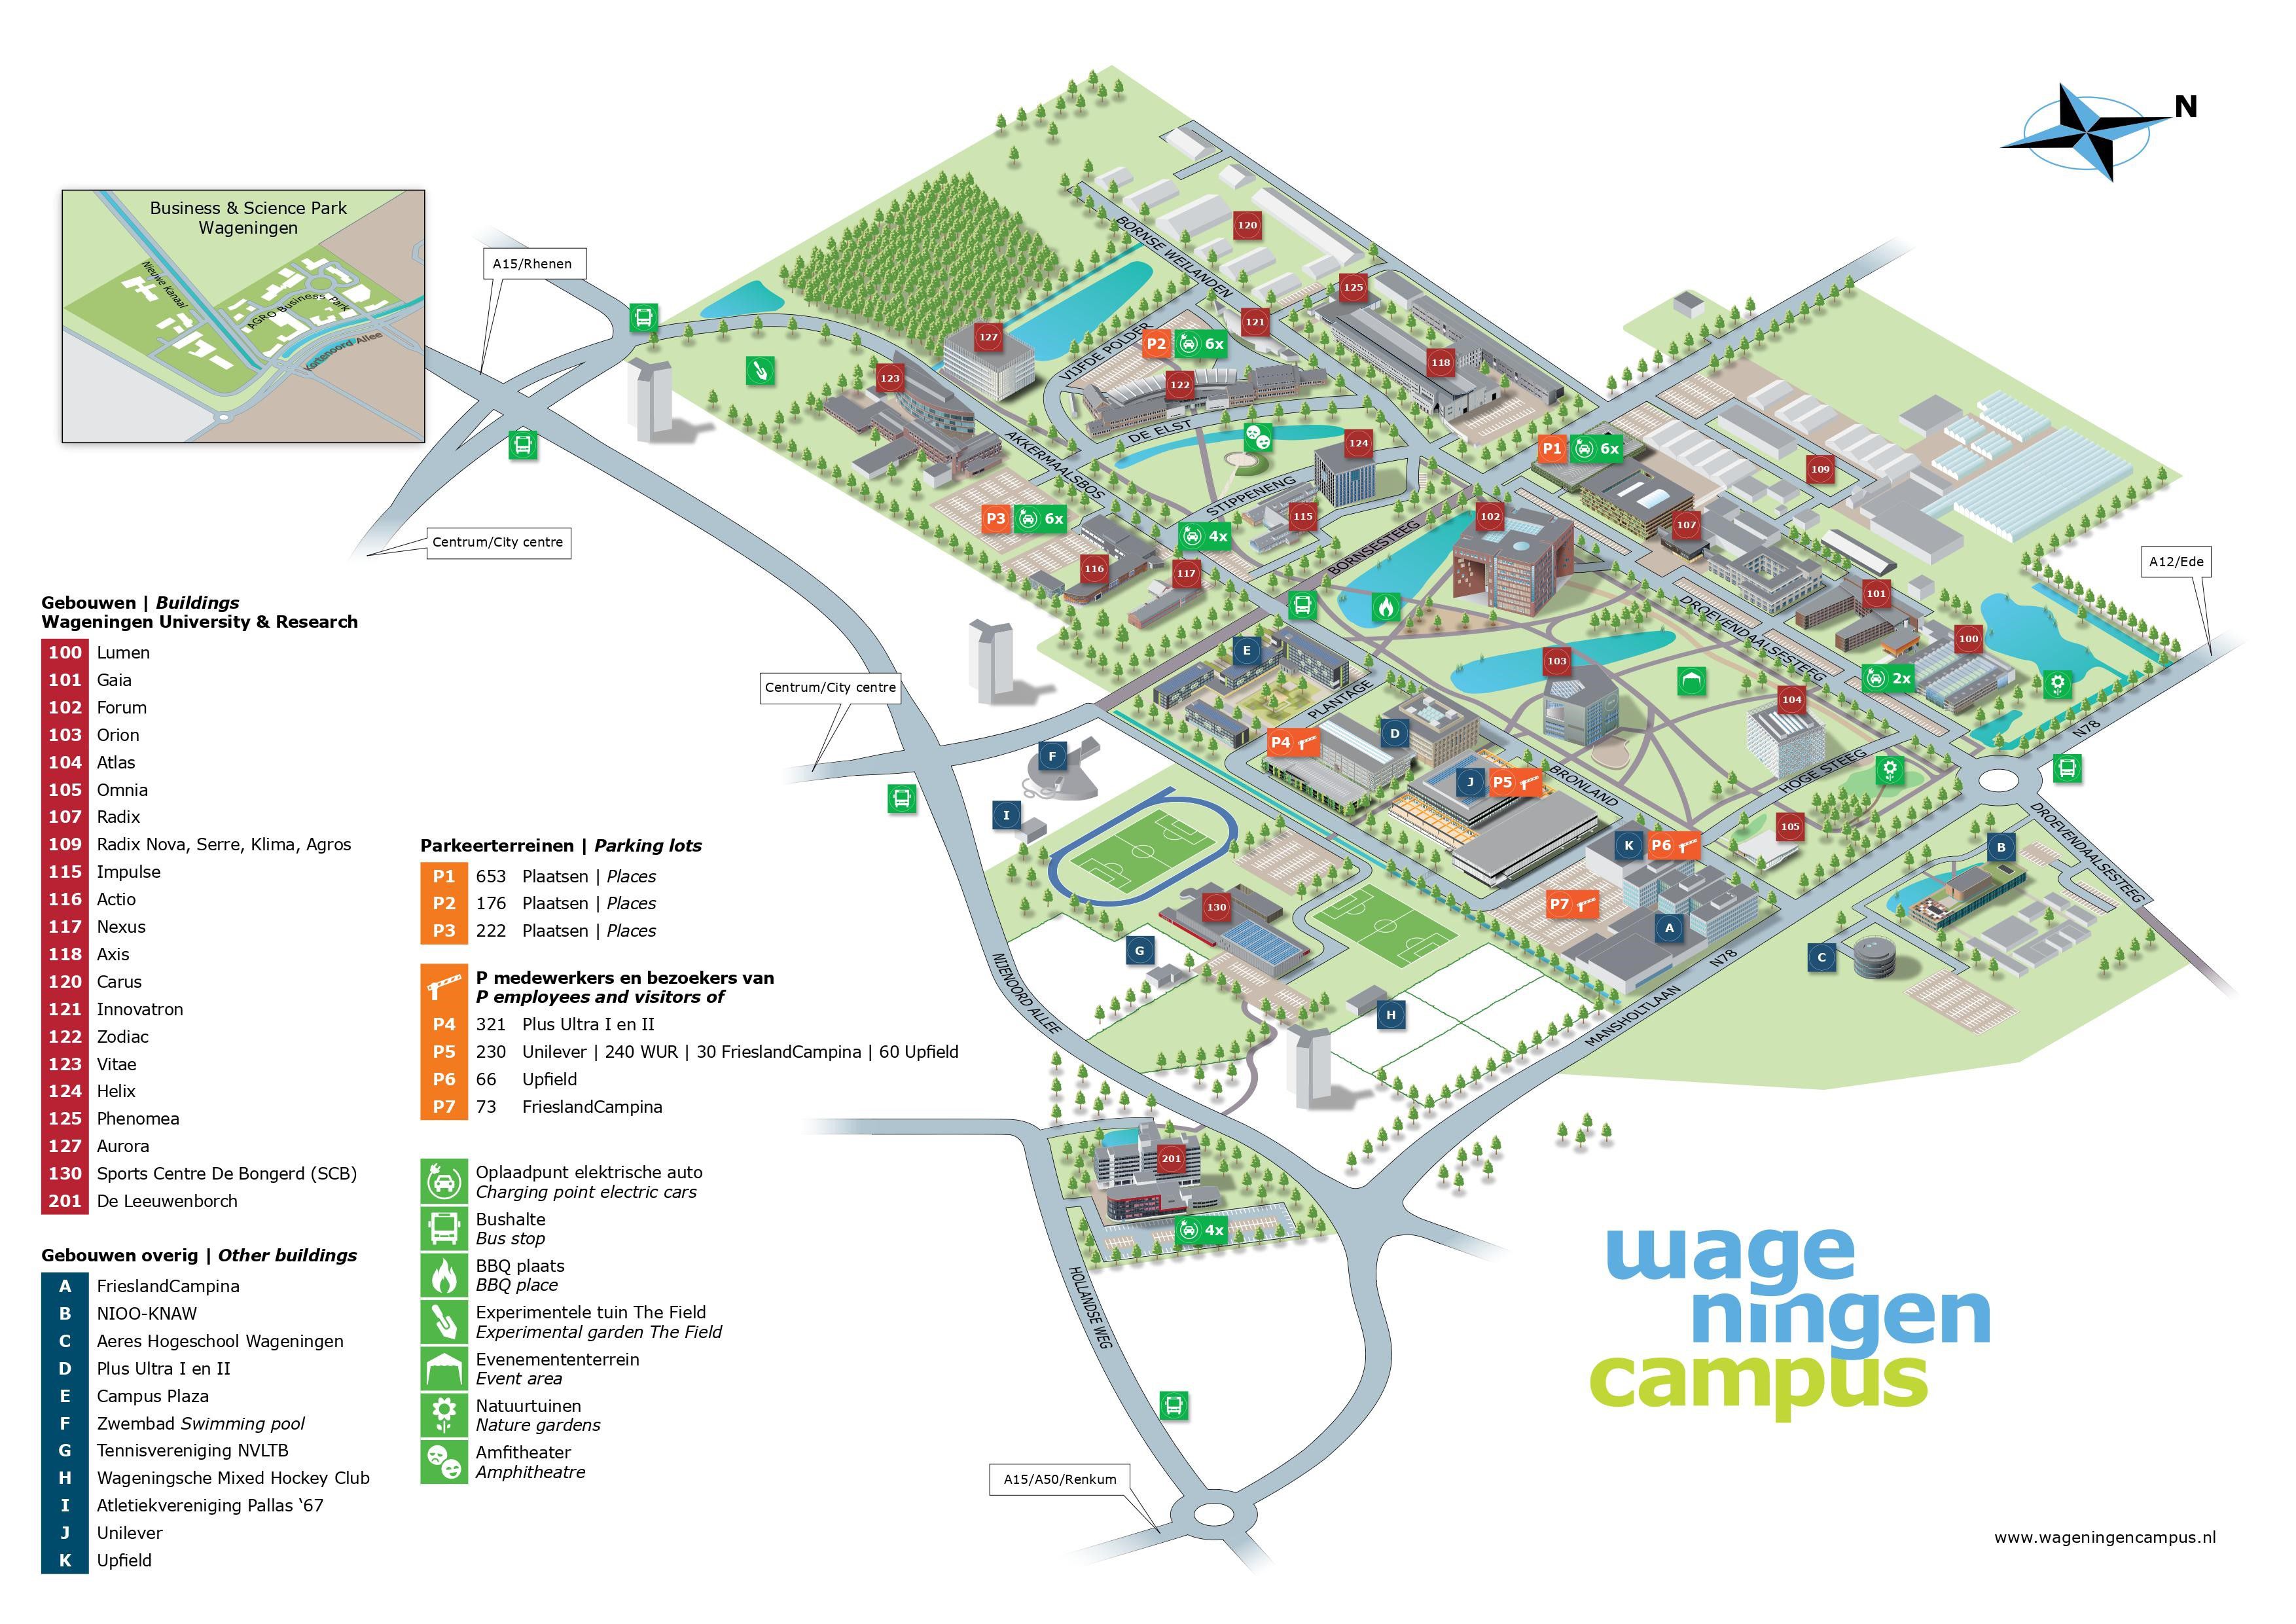 N
Business & Science Park
Wageningen
Nieuwe Kanaal
AGRO Business Park
Kortenoord Allee
A15/Rhenen
Centrum/City centre
Centrum/City centre
A12/Ede
A15/A50/Renkum
BORNSE WEILANDEN
120
125
121
127
VIJFDE POLDER
P2 6x
118
123
122
DE ELST
124
P1 6x
109
AKKERMAALSBOS
STIPPENENG
P3 6x
115
102
107
4x
BORNSESTEEG
116
117
101
DROEVENDAALSESTEEG
100
E
103
2x
PLANTAGE
104
N78
P4
D
F
J P5
BRONLAND
HOGE STEEG
I
105
DROEVENDAALSESTEEG
K P6
B
130
P7
A
G
C
N78
NIJENOORD ALLEE
H
MANSHOLTLAAN
201
4x
HOLLANDSE WEG
Gebouwen | Buildings
Wageningen University & Research
100 Lumen
101 Gaia
102 Forum
103 Orion
104 Atlas
105 Omnia
107 Radix
109 Radix Nova, Serre, Klima, Agros
115 Impulse
116 Actio
117 Nexus
118 Axis
120 Carus
121 Innovatron
122 Zodiac
123 Vitae
124 Helix
125 Phenomea
127 Aurora
130 Sports Centre De Bongerd (SCB)
201 De Leeuwenborch
Gebouwen overig | Other buildings
A FrieslandCampina
B NIOO-KNAW
C Aeres Hogeschool Wageningen
D Plus Ultra I en II
E Campus Plaza
F Zwembad Swimming pool
G Tennisvereniging NVLTB
H Wageningsche Mixed Hockey Club
I Atletiekvereniging Pallas ‘67
J Unilever
K Upfield
Parkeerterreinen | Parking lots
P1 653 Plaatsen | Places
P2 176 Plaatsen | Places
P3 222 Plaatsen | Places
P medewerkers en bezoekers van
P employees and visitors of
P4 321 Plus Ultra I en II
P5 230 Unilever | 240 WUR | 30 FrieslandCampina | 60 Upfield
P6 66 Upfield
P7 73 FrieslandCampina
Oplaadpunt elektrische auto
Charging point electric cars
Bushalte
Bus stop
BBQ plaats
BBQ place
Experimentele tuin The Field
Experimental garden The Field
Evenemententerrein
Event area
Natuurtuinen
Nature gardens
Amfitheater
Amphitheatre
wage
ningen
campus
www.wageningencampus.nl